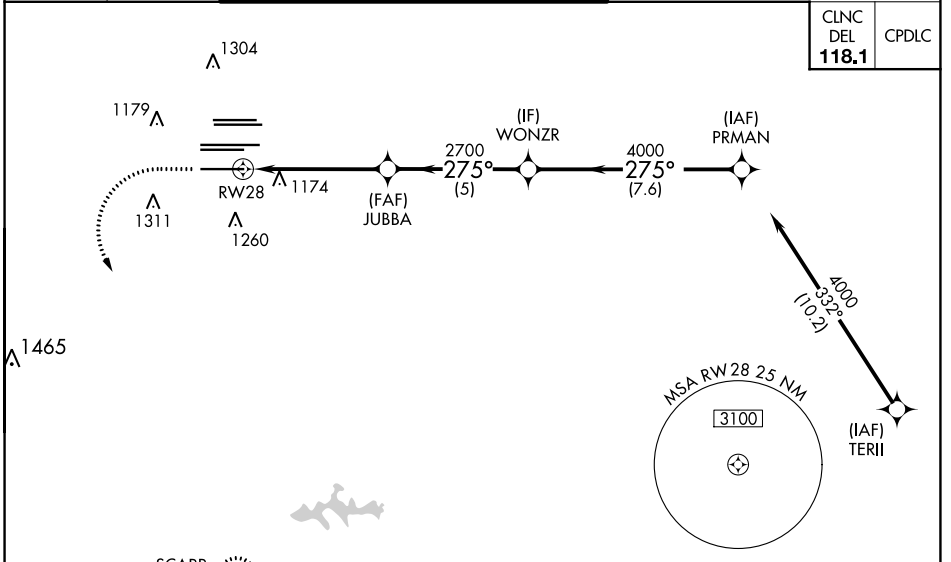 CLNC
DEL
118.1
CPDLC
1304
1179
(IF)
WONZR
(IAF)
PRMAN
2700
275°
(5)
4000
275°
(7.6)
RW28
1174
(FAF)
JUBBA
1311
1260
4000
332°
(10.2)
1465
MSA RW 28 25 NM
3100
(IAF)
TERII